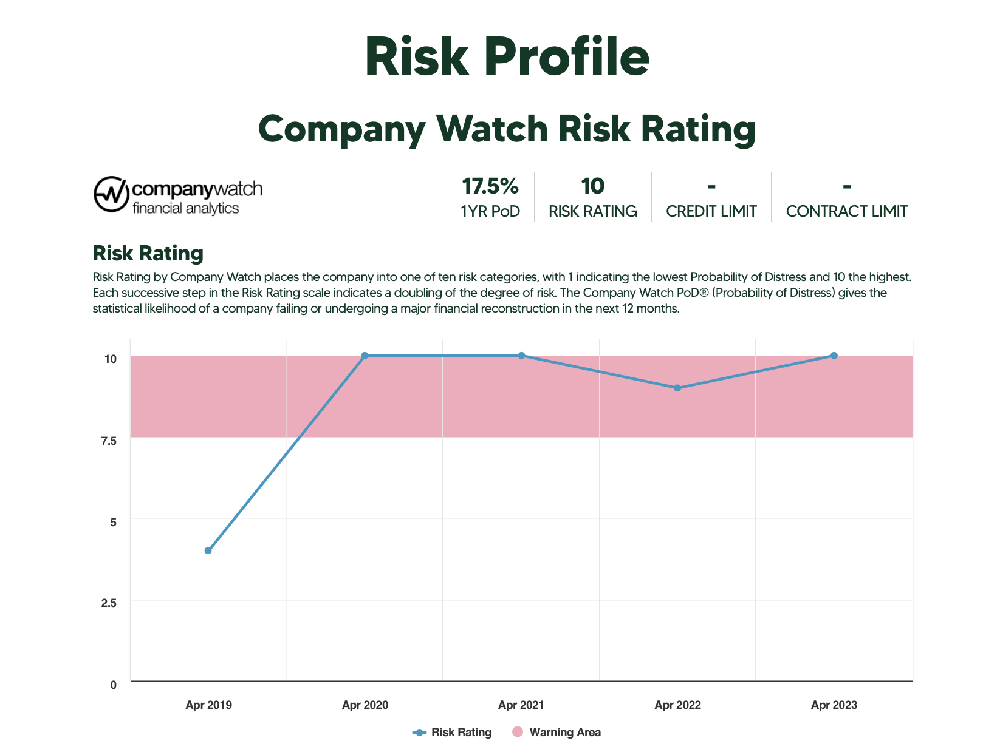 Risk Profile
Company Watch Risk Rating
companywatch
financial analytics
17.5%
1YR PoD
10
RISK RATING
-
CREDIT LIMIT
-
CONTRACT LIMIT
Risk Rating
Risk Rating by Company Watch places the company into one of ten risk categories, with 1 indicating the lowest Probability of Distress and 10 the highest.
Each successive step in the Risk Rating scale indicates a doubling of the degree of risk. The Company Watch PoD® (Probability of Distress) gives the
statistical likelihood of a company failing or undergoing a major financial reconstruction in the next 12 months.
10
7.5
5
2.5
0
Apr 2019 Apr 2020 Apr 2021 Apr 2022 Apr 2023
Risk Rating Warning Area